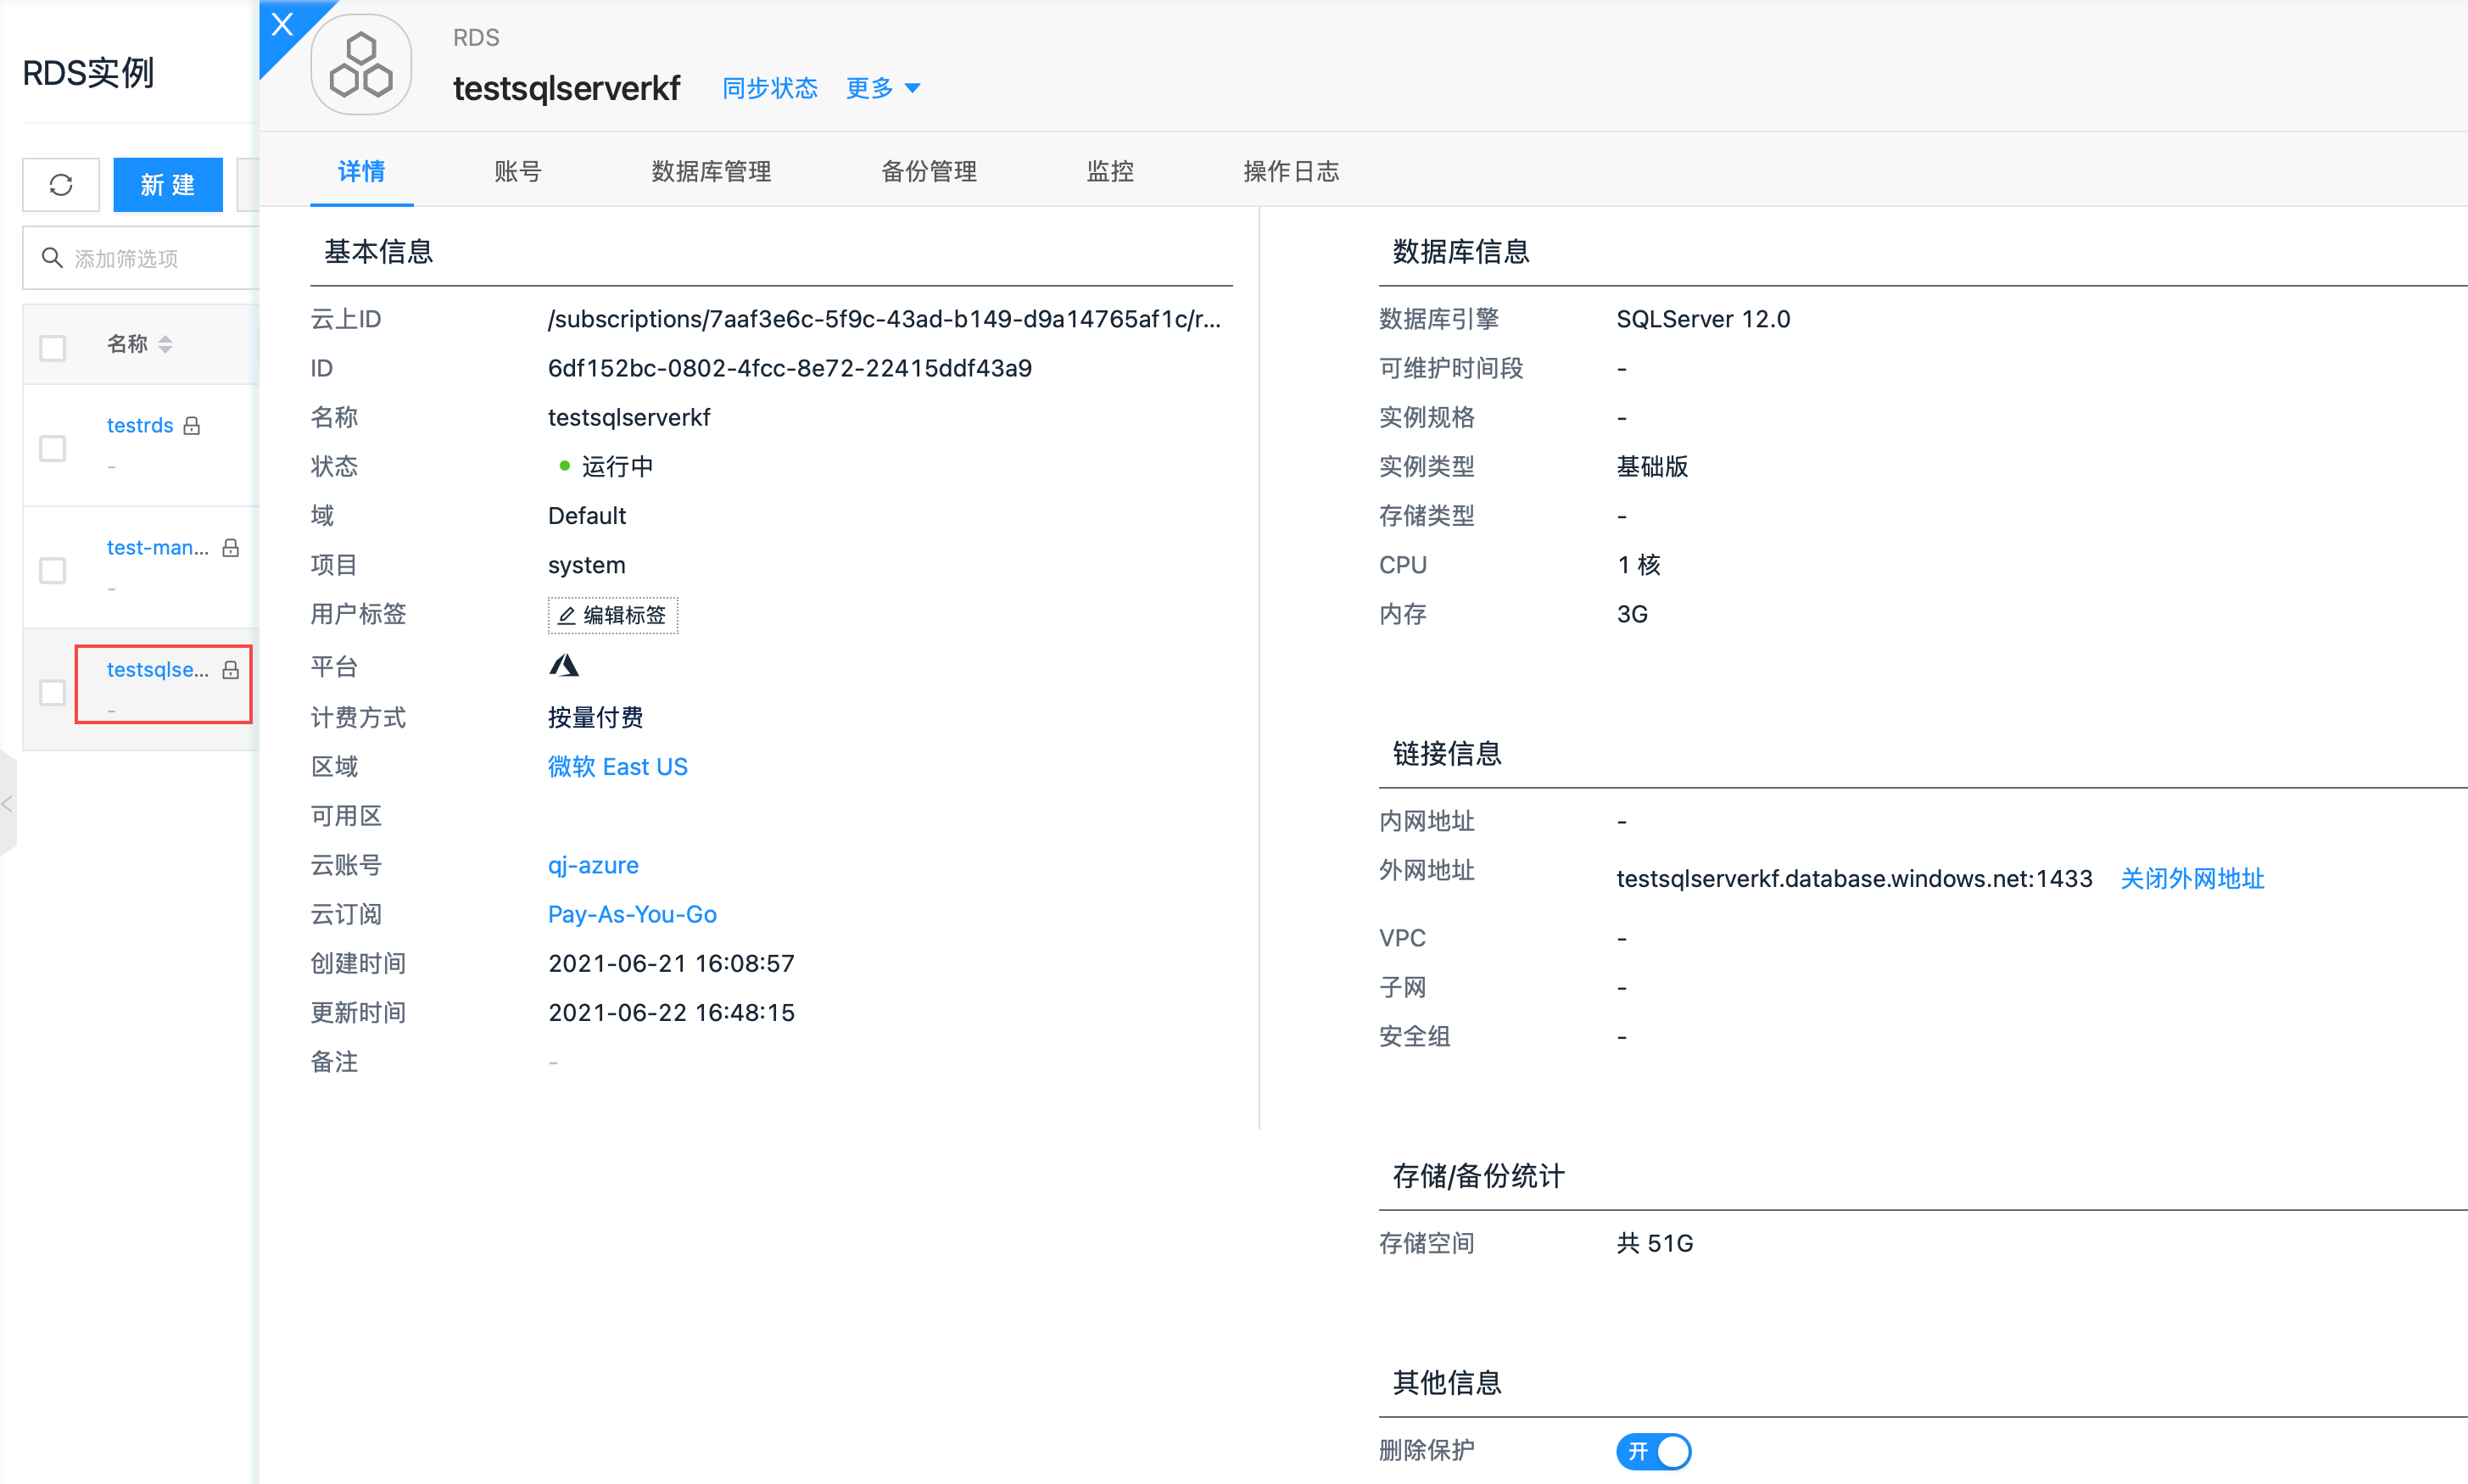 RDS实例
新 建
添加筛选项
名称
testrds
-
test-man...
-
testsqlse...
-
X
RDS
testsqlserverkf
同步状态
更多
详情
账号
数据库管理
备份管理
监控
操作日志
基本信息
云上ID /subscriptions/7aaf3e6c-5f9c-43ad-b149-d9a14765af1c/r...
ID 6df152bc-0802-4fcc-8e72-22415ddf43a9
名称 testsqlserverkf
状态 运行中
域 Default
项目 system
用户标签 编辑标签
平台
计费方式 按量付费
区域 微软 East US
可用区
云账号 qj-azure
云订阅 Pay-As-You-Go
创建时间 2021-06-21 16:08:57
更新时间 2021-06-22 16:48:15
备注 -
数据库信息
数据库引擎 SQLServer 12.0
可维护时间段 -
实例规格 -
实例类型 基础版
存储类型 -
CPU 1 核
内存 3G
链接信息
内网地址 -
外网地址 testsqlserverkf.database.windows.net:1433 关闭外网地址
VPC -
子网 -
安全组 -
存储/备份统计
存储空间 共 51G
其他信息
删除保护 开